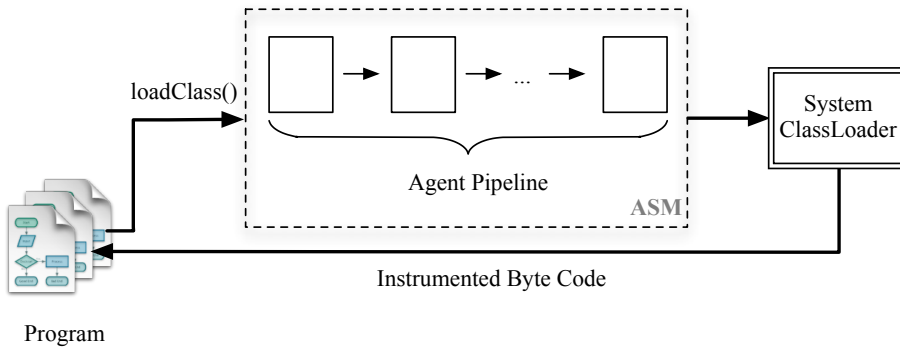 loadClass()
...
Agent Pipeline
ASM
System
ClassLoader
Instrumented Byte Code
Program